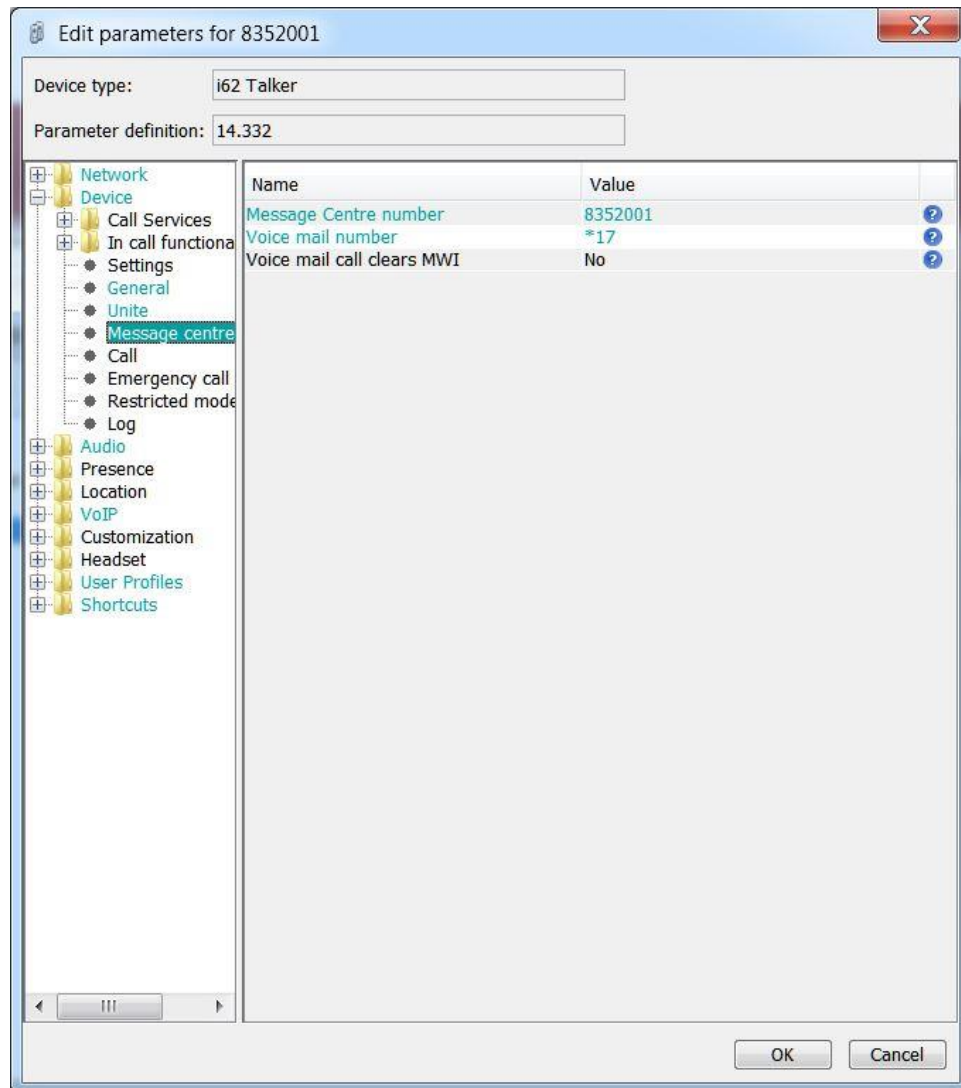 Edit parameters for 8352001
X
Device type: i62 Talker
Parameter definition: 14.332
Network
Device
Call Services
In call functiona
Settings
General
Unite
Message centre
Call
Emergency call
Restricted mode
Log
Audio
Presence
Location
VoIP
Customization
Headset
User Profiles
Shortcuts
Name Value
Message Centre number 8352001 ?
Voice mail number *17 ?
Voice mail call clears MWI No ?
OK Cancel